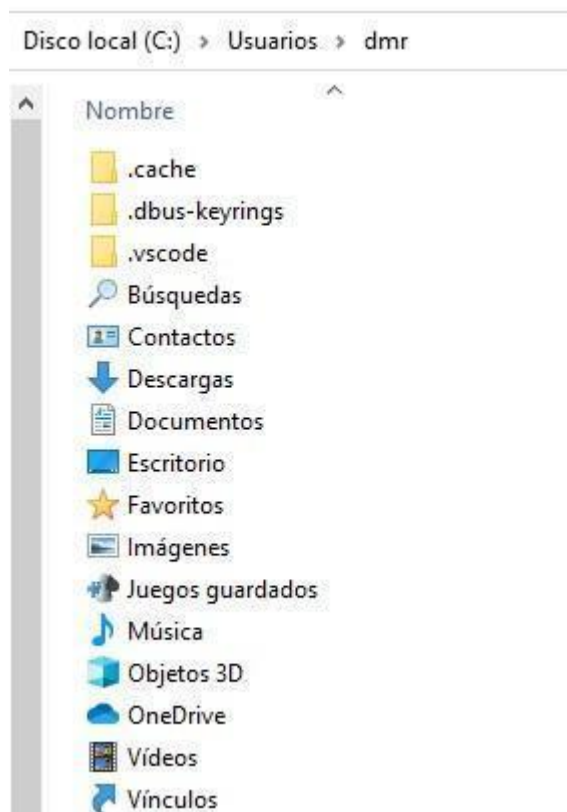 Disco local (C:) > Usuarios > dmr
Nombre
.cache
.dbus-keyrings
.vscode
Búsquedas
Contactos
Descargas
Documentos
Escritorio
Favoritos
Imágenes
Juegos guardados
Música
Objetos 3D
OneDrive
Vídeos
Vínculos